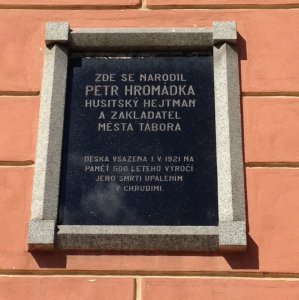 ZDE SE NARODIL
PETR HROMÁDKA
HUSITSKÝ HEJTMAN
A ZAKLADATEL
MĚSTA TÁBORA
DESKA VSAZENA I V 1921 NA
PAMĚŤ 500 LETÉHO VÝROČÍ
JEHO SMRTI UPÁLENÍM
V CHRUDIMI.